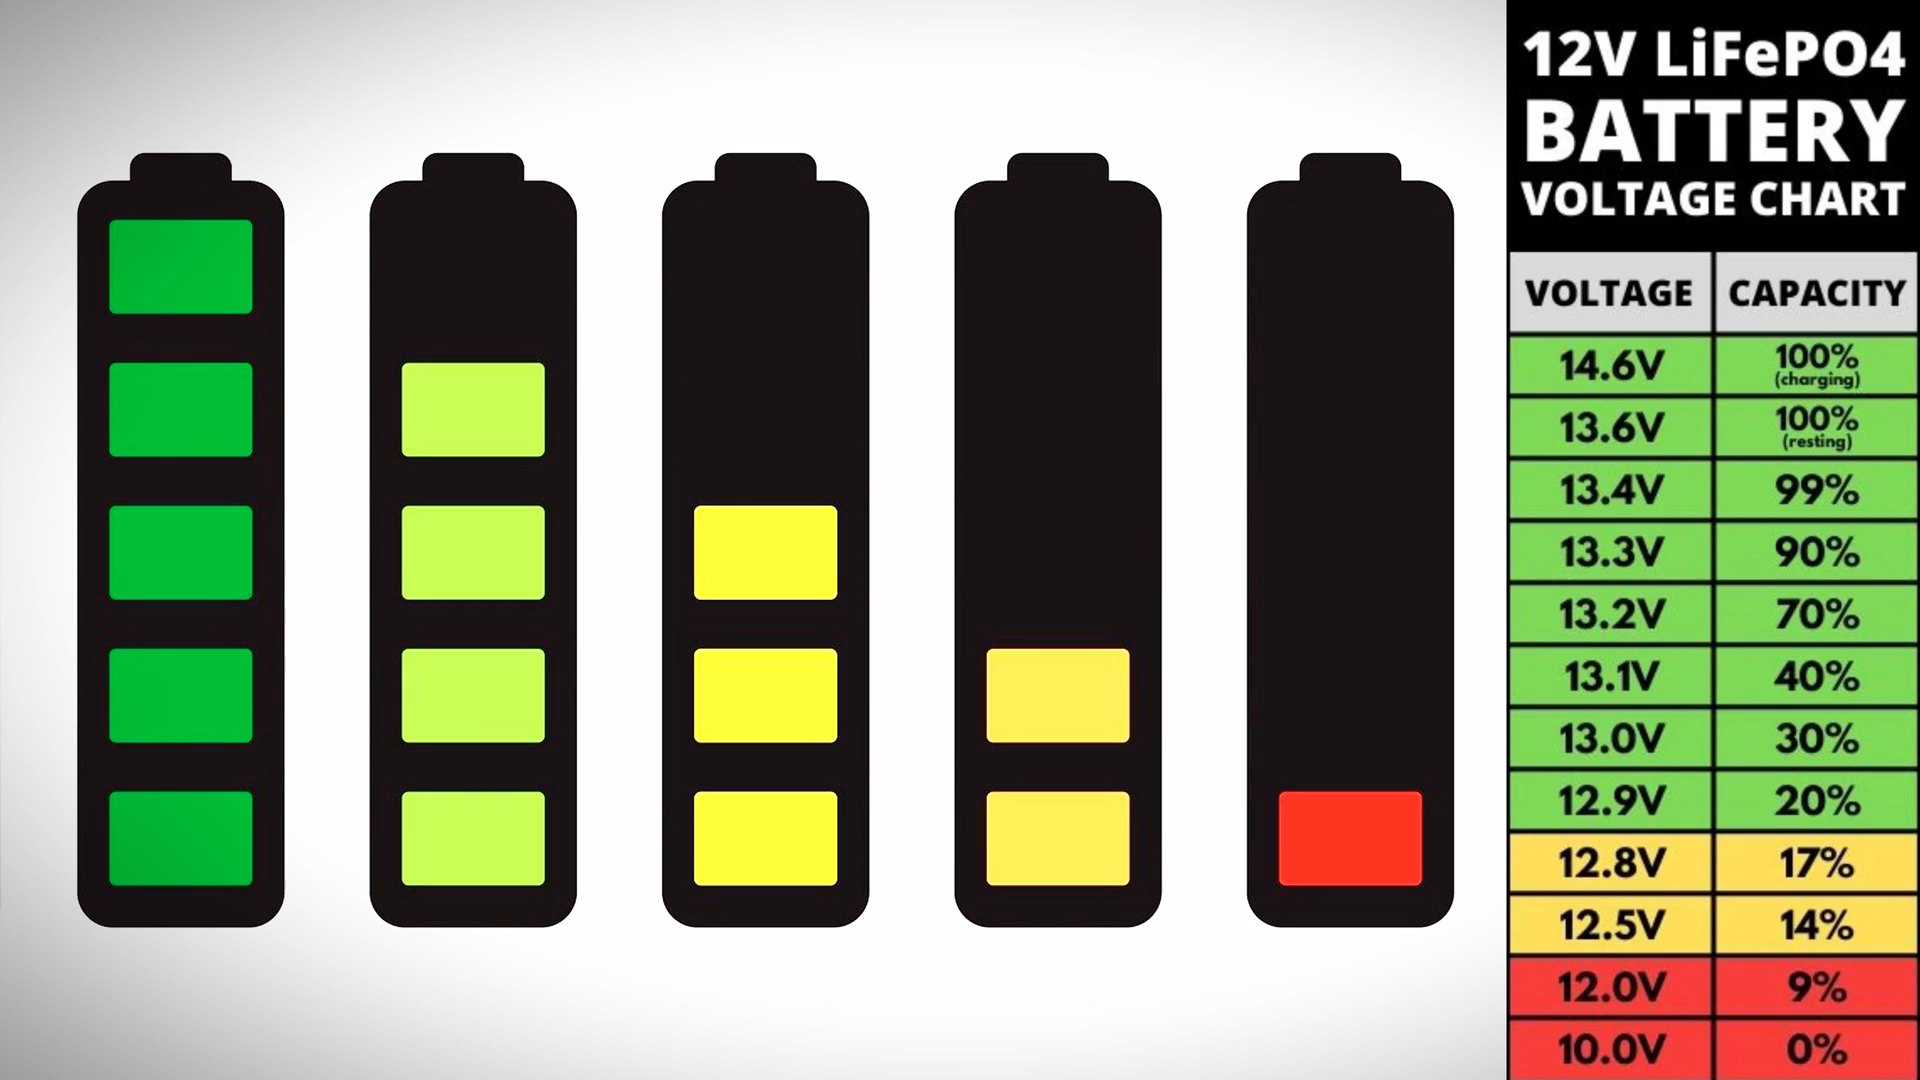 12V LiFePO4
BATTERY
VOLTAGE CHART
VOLTAGE CAPACITY
14.6V 100%
(charging)
13.6V 100%
(resting)
13.4V 99%
13.3V 90%
13.2V 70%
13.1V 40%
13.0V 30%
12.9V 20%
12.8V 17%
12.5V 14%
12.0V 9%
10.0V 0%